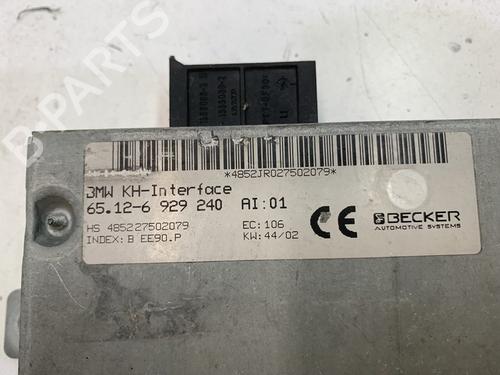 B-PARTS
*4852JR027502079*
3MW KH-Interface
65.12-6 929 240 AI:01
HS 485227502079 EC: 106
INDEX: B EE90.P KW: 44/02
BECKER
AUTOMOTIVE SYSTEMS
CE